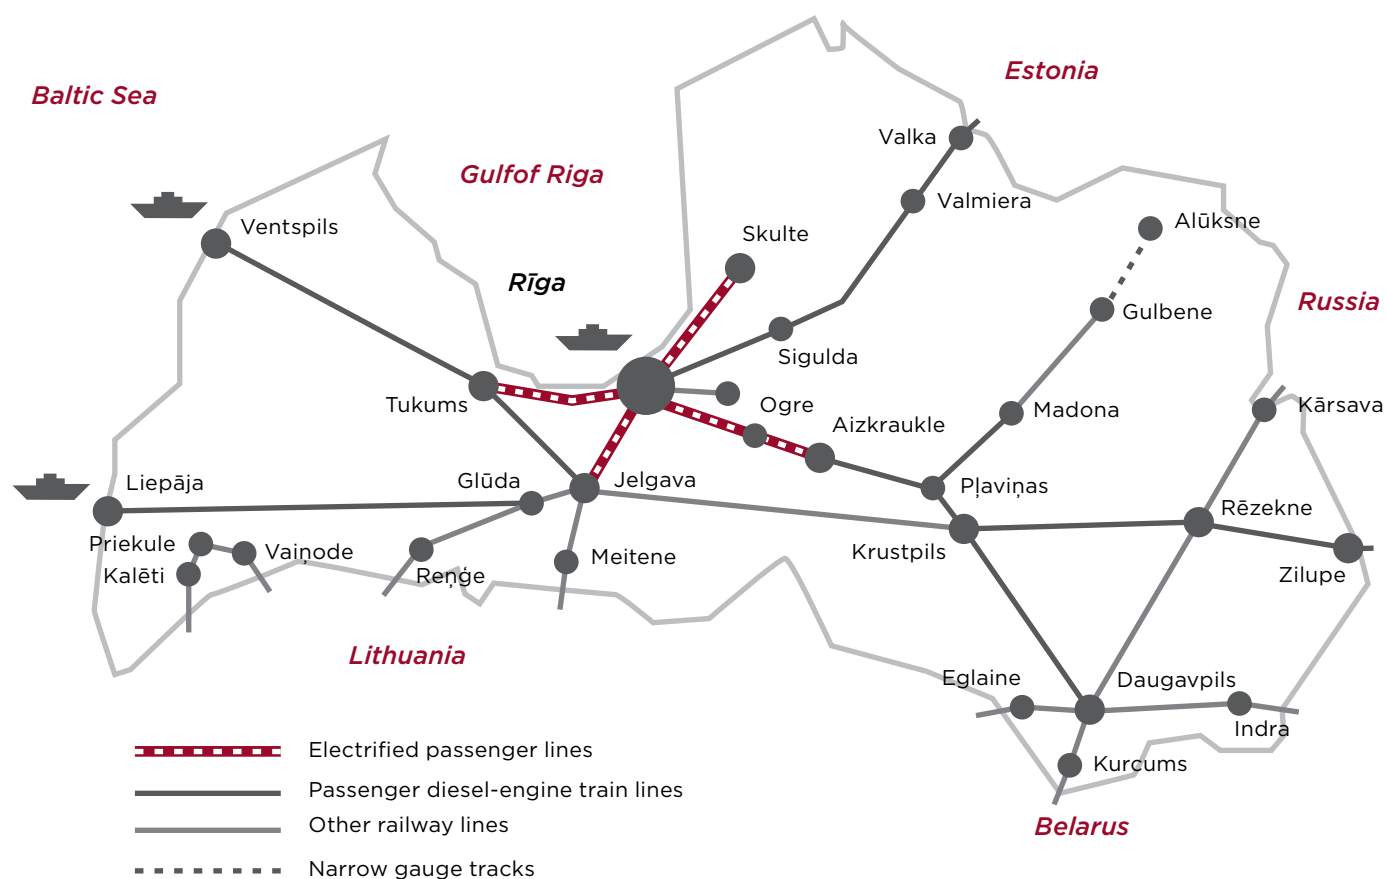 Estonia
Baltic Sea
Valka
Gulfof Riga
Valmiera
Alūksne
Ventspils
Skulte
Rīga
Russia
Gulbene
Sigulda
Tukums
Ogre
Madona
Kārsava
Aizkraukle
Liepāja
Glūda
Jelgava
Pļaviņas
Rēzekne
Priekule
Vaiņode
Krustpils
Meitene
Kalēti
Reņģe
Zilupe
Lithuania
Eglaine
Daugavpils
Indra
Kurcums
Belarus
Electrified passenger lines
Passenger diesel-engine train lines
Other railway lines
Narrow gauge tracks